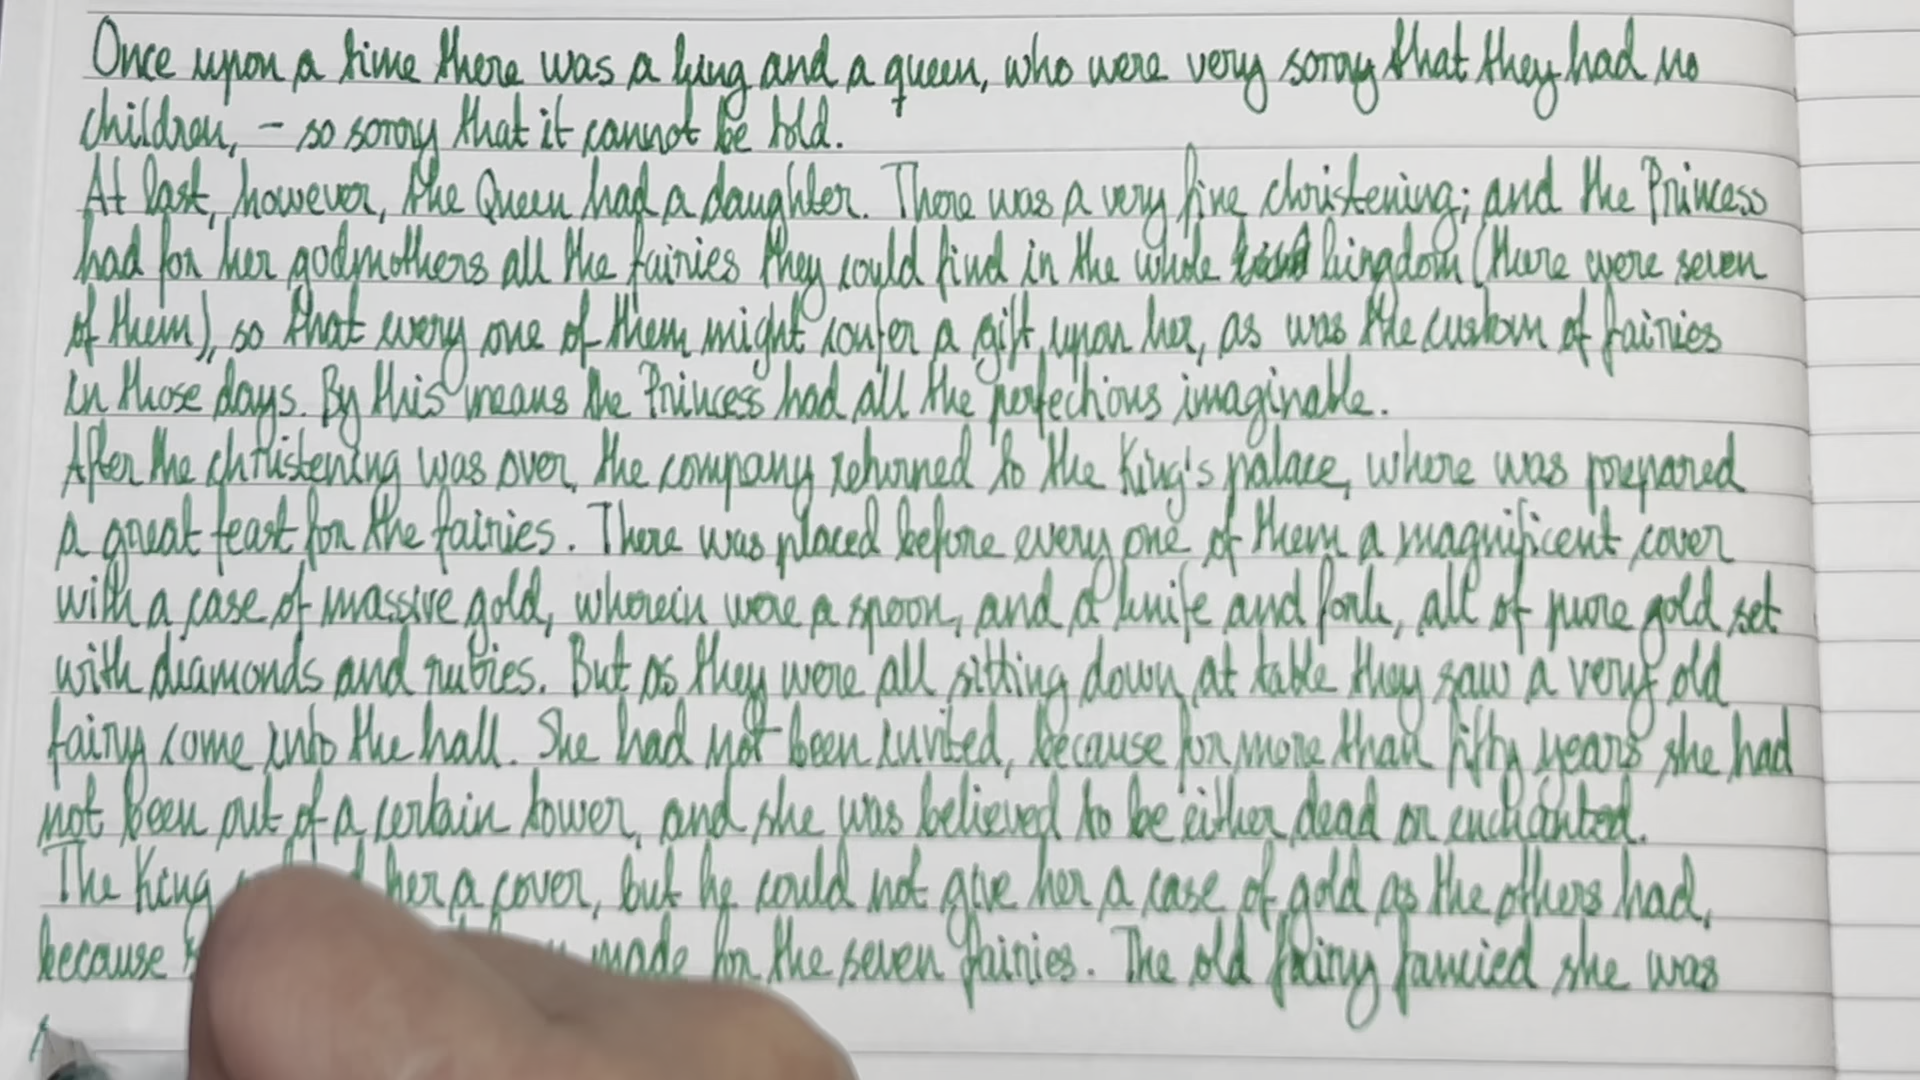 Once upon a time there was a king and a queen, who were very sorry that they had no
children, - so sorry that it cannot be told.
At last, however, the Queen had a daughter. There was a very fine christening; and the Princess
had for her godmothers all the fairies they could find in the whole kingdom (there were seven
of them), so that every one of them might confer a gift upon her, as was the custom of fairies
in those days. By this means the Princess had all the perfections imaginable.
After the christening was over, the company returned to the King's palace, where was prepared
a great feast for the fairies. There was placed before every one of them a magnificent cover
with a case of massive gold, wherein were a spoon, and a knife and fork, all of pure gold set
with diamonds and rubies. But as they were all sitting down at table they saw a very old
fairy come into the hall. She had not been invited, because for more than fifty years she had
not been out of a certain tower, and she was believed to be either dead or enchanted.
The King her a cover, but he could not give her a case of gold as the others had,
because made for the seven fairies. The old fairy fancied she was